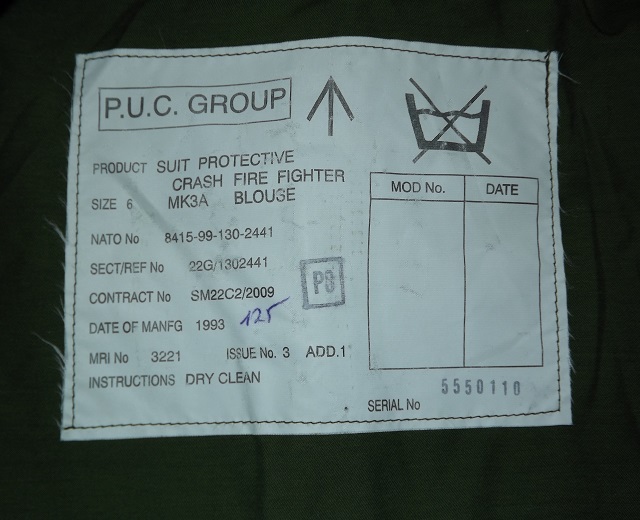 P.U.C. GROUP
PRODUCT SUIT PROTECTIVE
CRASH FIRE FIGHTER
SIZE 6 MK3A BLOUSE
NATO No 8415-99-130-2441
SECT/REF No 22G/1302441
CONTRACT No SM22C2/2009
DATE OF MANFG 1993 125
MRI No 3221 ISSUE No. 3 ADD.1
INSTRUCTIONS DRY CLEAN
P8
MOD No. DATE
5550110
SERIAL No